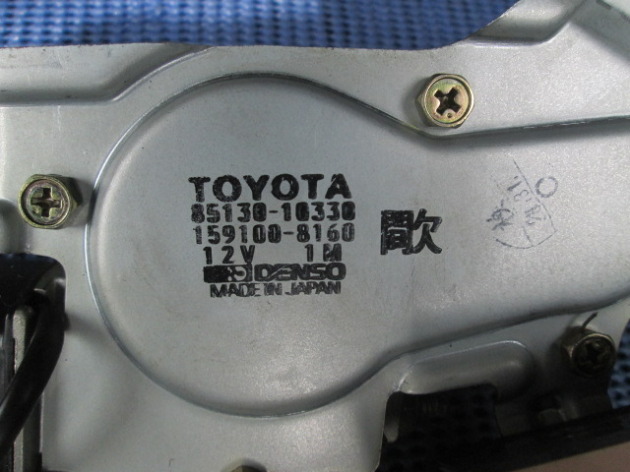 TOYOTA
85130-10330
159100-8160
12V 1M
DENSO
MADE IN JAPAN
間欠